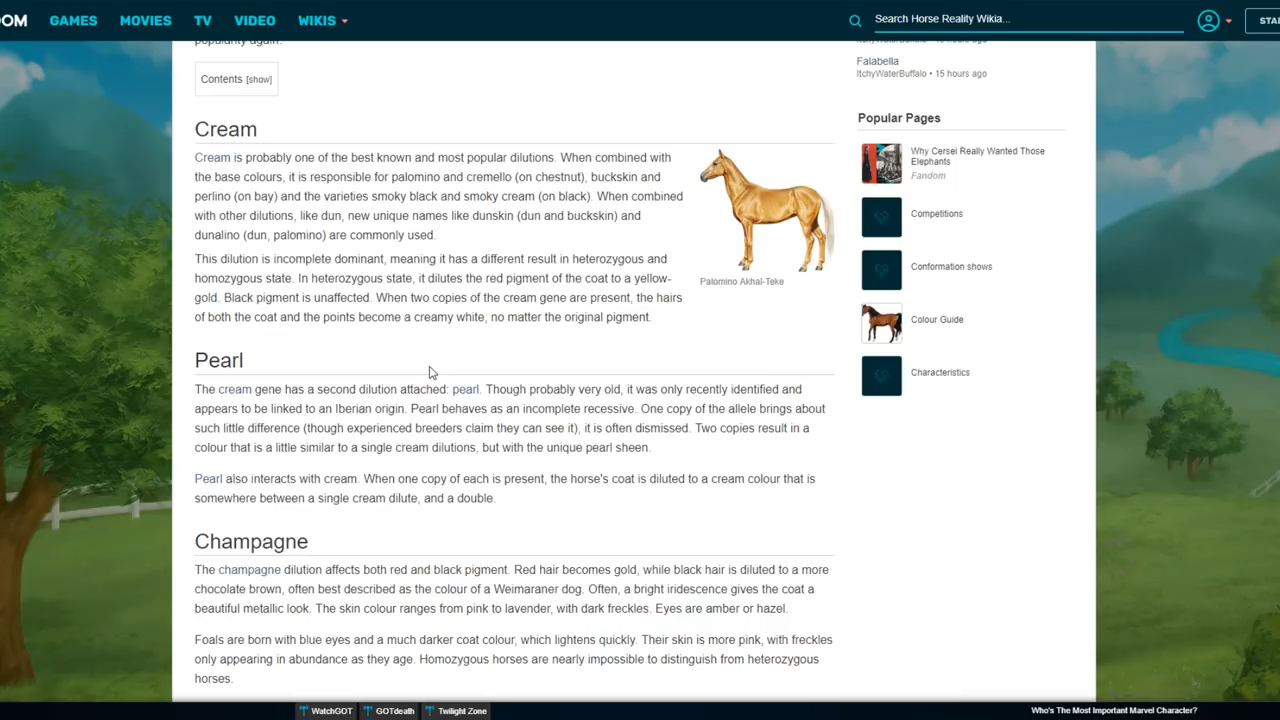 OOM GAMES MOVIES TV VIDEO WIKIS Search Horse Reality Wikia... STA
popularity again.
Contents [show]
Cream
Cream is probably one of the best known and most popular dilutions. When combined with
the base colours, it is responsible for palomino and cremello (on chestnut), buckskin and
perlino (on bay) and the varieties smoky black and smoky cream (on black). When combined
with other dilutions, like dun, new unique names like dunskin (dun and buckskin) and
dunalino (dun, palomino) are commonly used.
This dilution is incomplete dominant, meaning it has a different result in heterozygous and
homozygous state. In heterozygous state, it dilutes the red pigment of the coat to a yellow-
gold. Black pigment is unaffected. When two copies of the cream gene are present, the hairs
of both the coat and the points become a creamy white, no matter the original pigment.
Palomino Akhal-Teke
Pearl
The cream gene has a second dilution attached: pearl. Though probably very old, it was only recently identified and
appears to be linked to an Iberian origin. Pearl behaves as an incomplete recessive. One copy of the allele brings about
such little difference (though experienced breeders claim they can see it), it is often dismissed. Two copies result in a
colour that is a little similar to a single cream dilutions, but with the unique pearl sheen.
Pearl also interacts with cream. When one copy of each is present, the horse's coat is diluted to a cream colour that is
somewhere between a single cream dilute, and a double.
Champagne
The champagne dilution affects both red and black pigment. Red hair becomes gold, while black hair is diluted to a more
chocolate brown, often best described as the colour of a Weimaraner dog. Often, a bright iridescence gives the coat a
beautiful metallic look. The skin colour ranges from pink to lavender, with dark freckles. Eyes are amber or hazel.
Foals are born with blue eyes and a much darker coat colour, which lightens quickly. Their skin is more pink, with freckles
only appearing in abundance as they age. Homozygous horses are nearly impossible to distinguish from heterozygous
horses.
ItchyWaterBuffalo • 15 hours ago
Falabella
ItchyWaterBuffalo • 15 hours ago
Popular Pages
Why Cersei Really Wanted Those
Elephants
Fandom
Competitions
Conformation shows
Colour Guide
Characteristics
WatchGOT GOTdeath Twilight Zone Who's The Most Important Marvel Character?